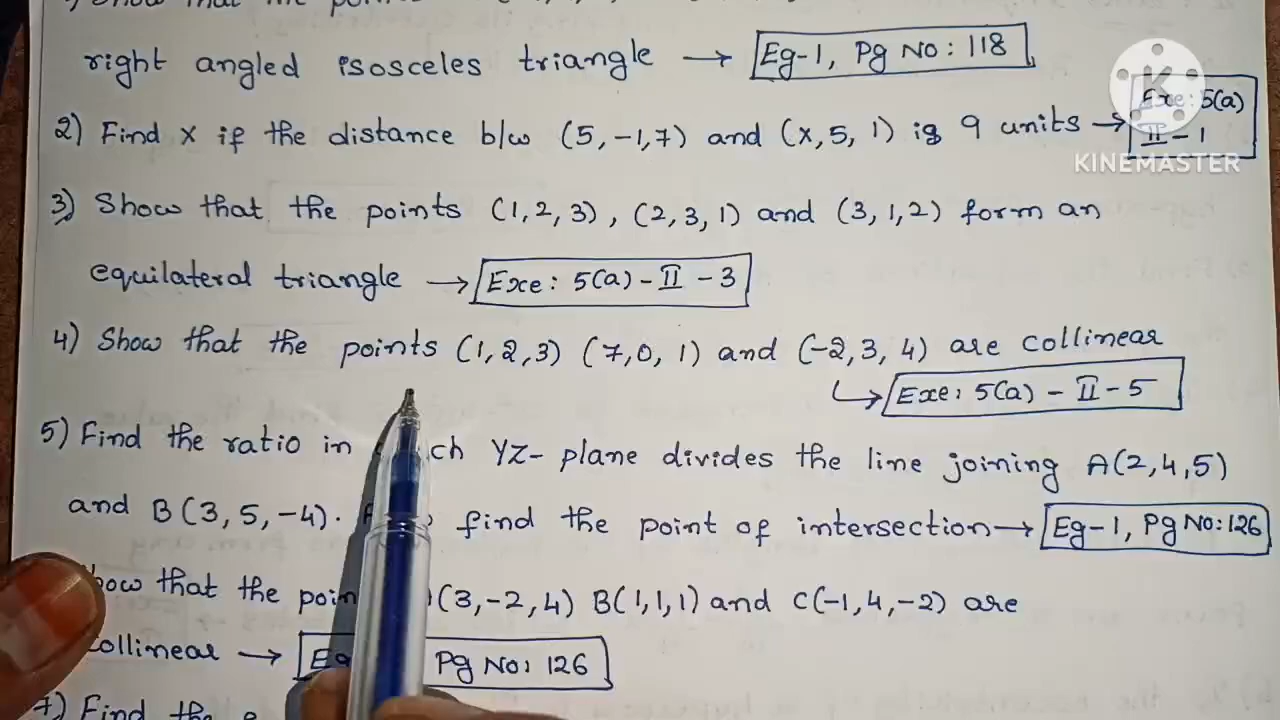 right angled isosceles triangle → Eg-1, Pg No: 118
2) Find x if the distance b/w (5, -1, 7) and (x, 5, 1) is 9 units → Exe: 5(a) II - 1
KINEMASTER
3) Show that the points (1, 2, 3), (2, 3, 1) and (3, 1, 2) form an
equilateral triangle → Exe: 5(a) - II - 3
4) Show that the points (1, 2, 3) (7, 0, 1) and (-2, 3, 4) are collinear
↳ Exe: 5(a) - II - 5
5) Find the ratio in ch YZ- plane divides the line joining A(2, 4, 5)
and B(3, 5, -4). find the point of intersection → Eg-1, Pg No: 126
how that the poin (3, -2, 4) B(1, 1, 1) and C(-1, 4, -2) are
collinear → Pg No: 126
7) Find the